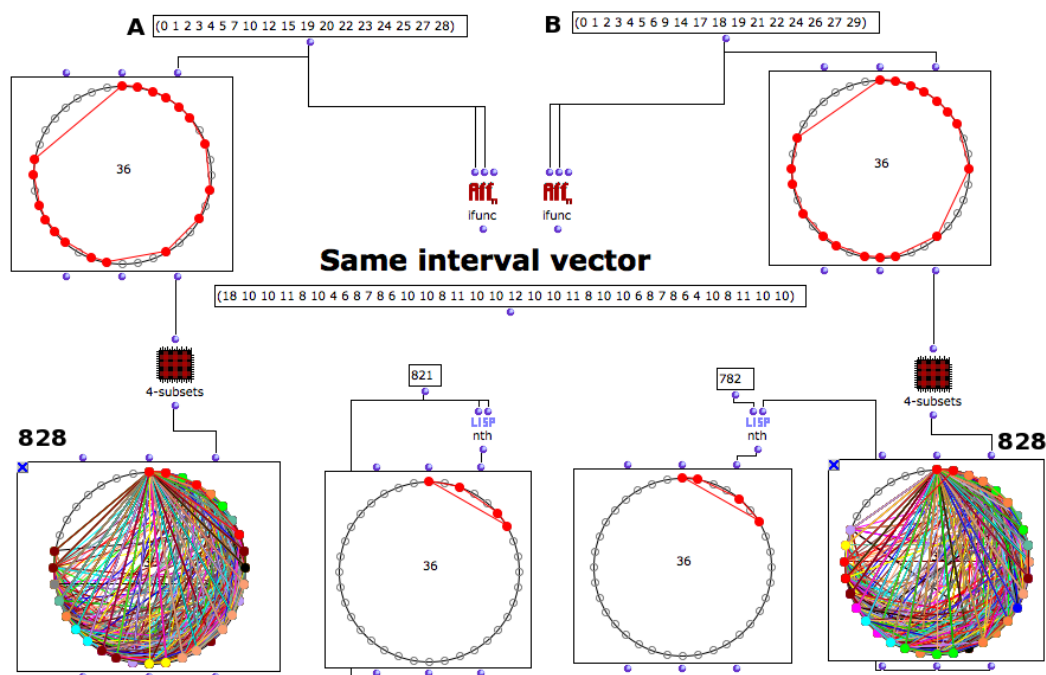 A (0 1 2 3 4 5 7 10 12 15 19 20 22 23 24 25 27 28)
B (0 1 2 3 4 5 6 9 14 17 18 19 21 22 24 26 27 29)
36
36
Aff n
ifunc
Aff n
ifunc
Same interval vector
(18 10 10 11 8 10 4 6 8 7 8 6 10 10 8 11 10 10 12 10 10 11 8 10 10 6 8 7 8 6 4 10 8 11 10 10)
4-subsets
821
782
4-subsets
LISP
nth
LISP
nth
828
828
36
36